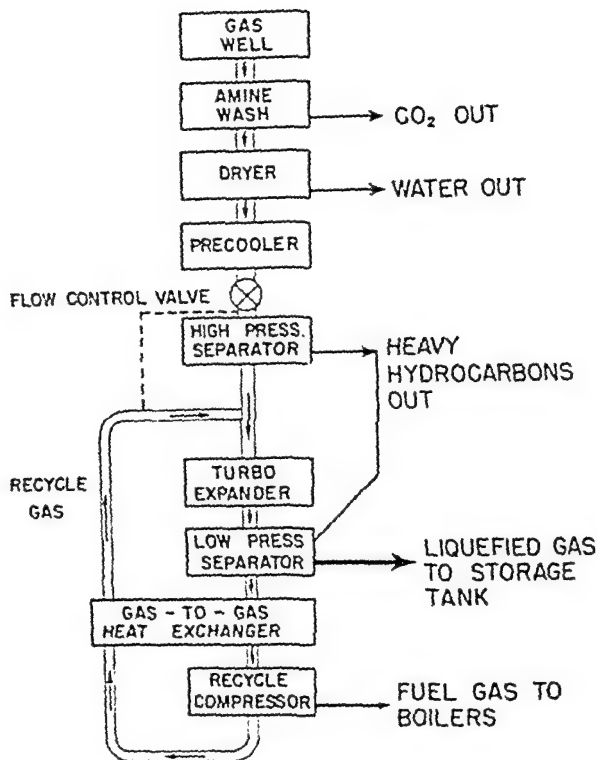 GAS
WELL
AMINE
WASH
CO₂ OUT
DRYER
WATER OUT
PRECOOLER
FLOW CONTROL VALVE
HIGH PRESS.
SEPARATOR
HEAVY
HYDROCARBONS
OUT
RECYCLE
GAS
TURBO
EXPANDER
LOW PRESS
SEPARATOR
LIQUEFIED GAS
TO STORAGE
TANK
GAS - TO - GAS
HEAT EXCHANGER
RECYCLE
COMPRESSOR
FUEL GAS TO
BOILERS